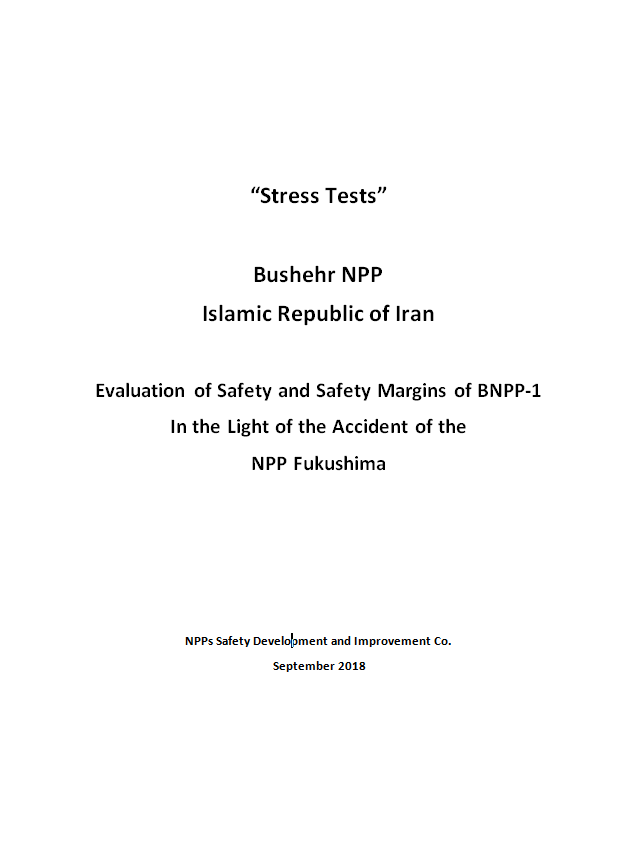 “Stress Tests”
Bushehr NPP
Islamic Republic of Iran
Evaluation of Safety and Safety Margins of BNPP-1
In the Light of the Accident of the
NPP Fukushima
NPPs Safety Development and Improvement Co.
September 2018